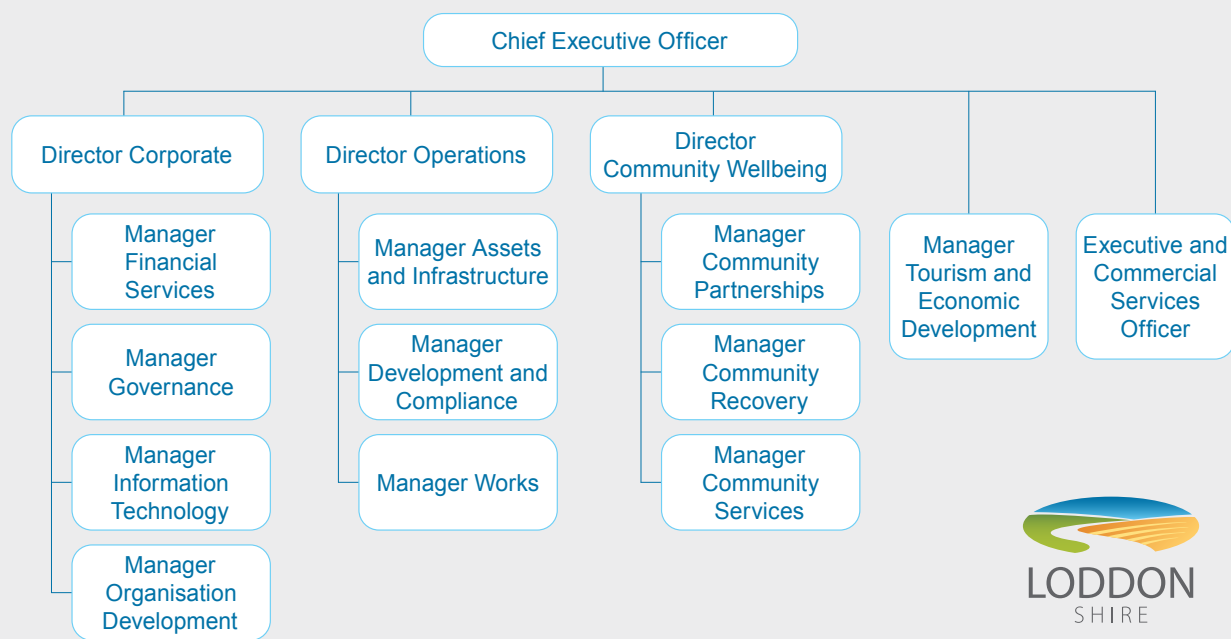 Chief Executive Officer
Director Corporate
Director Operations
Director
Community Wellbeing
Manager
Financial
Services
Manager
Governance
Manager
Information
Technology
Manager
Organisation
Development
Manager Assets
and Infrastructure
Manager
Development and
Compliance
Manager Works
Manager
Community
Partnerships
Manager
Community
Recovery
Manager
Community
Services
Manager
Tourism and
Economic
Development
Executive and
Commercial
Services
Officer
LODDON
SHIRE